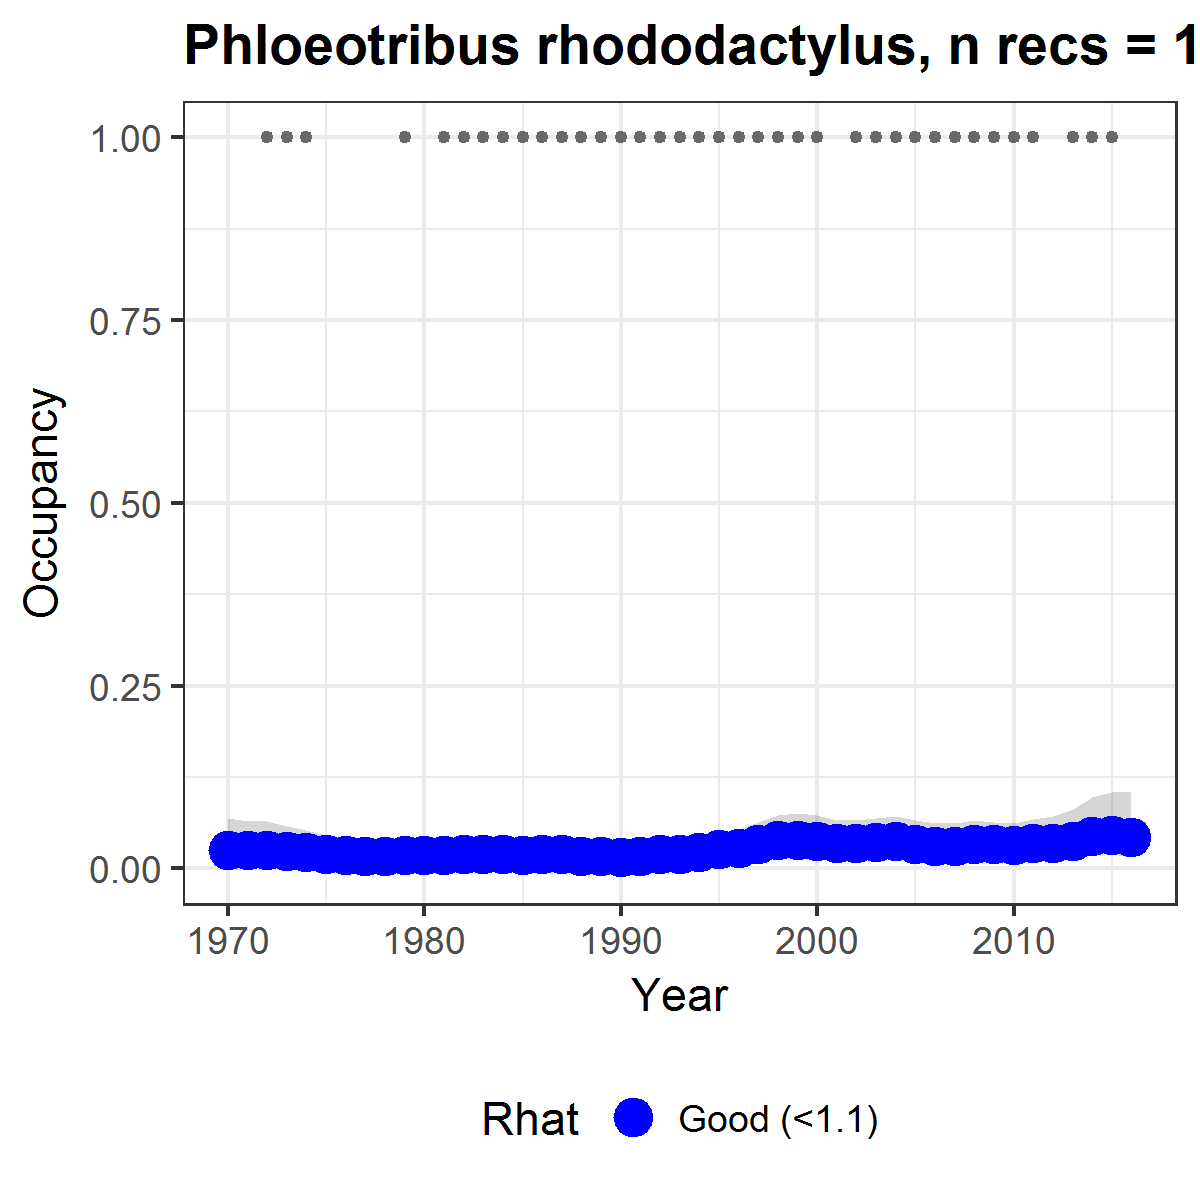 Phloeotribus rhododactylus, n recs = 1
1.00
0.75
0.50
0.25
0.00
Occupancy
1970 1980 1990 2000 2010
Year
Rhat Good (<1.1)